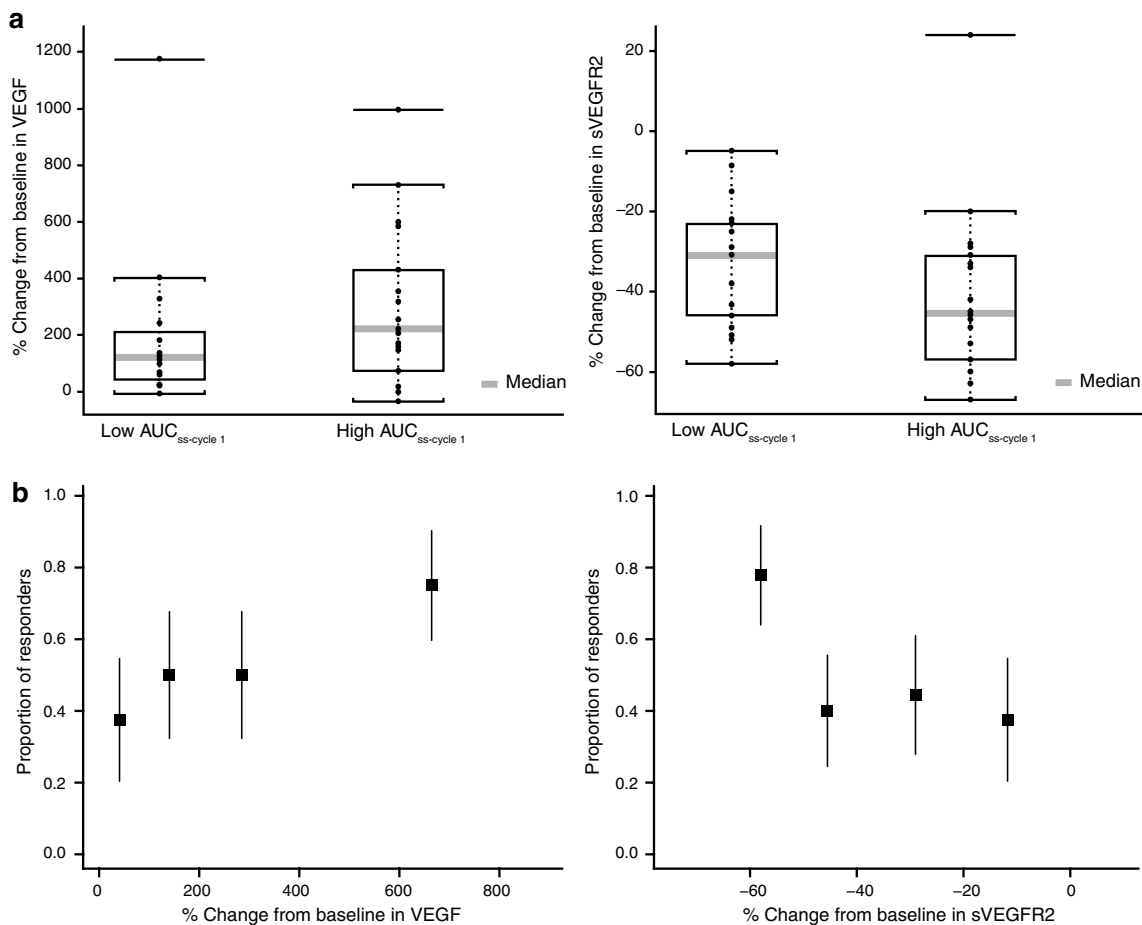 a
% Change from baseline in VEGF
1200
1000
800
600
400
200
0
Median
Low AUCss-cycle 1
High AUCss-cycle 1
% Change from baseline in sVEGFR2
20
0
−20
−40
−60
Median
Low AUCss-cycle 1
High AUCss-cycle 1
b
Proportion of responders
1.0
0.8
0.6
0.4
0.2
0.0
0 200 400 600 800
% Change from baseline in VEGF
Proportion of responders
1.0
0.8
0.6
0.4
0.2
0.0
−60 −40 −20 0
% Change from baseline in sVEGFR2